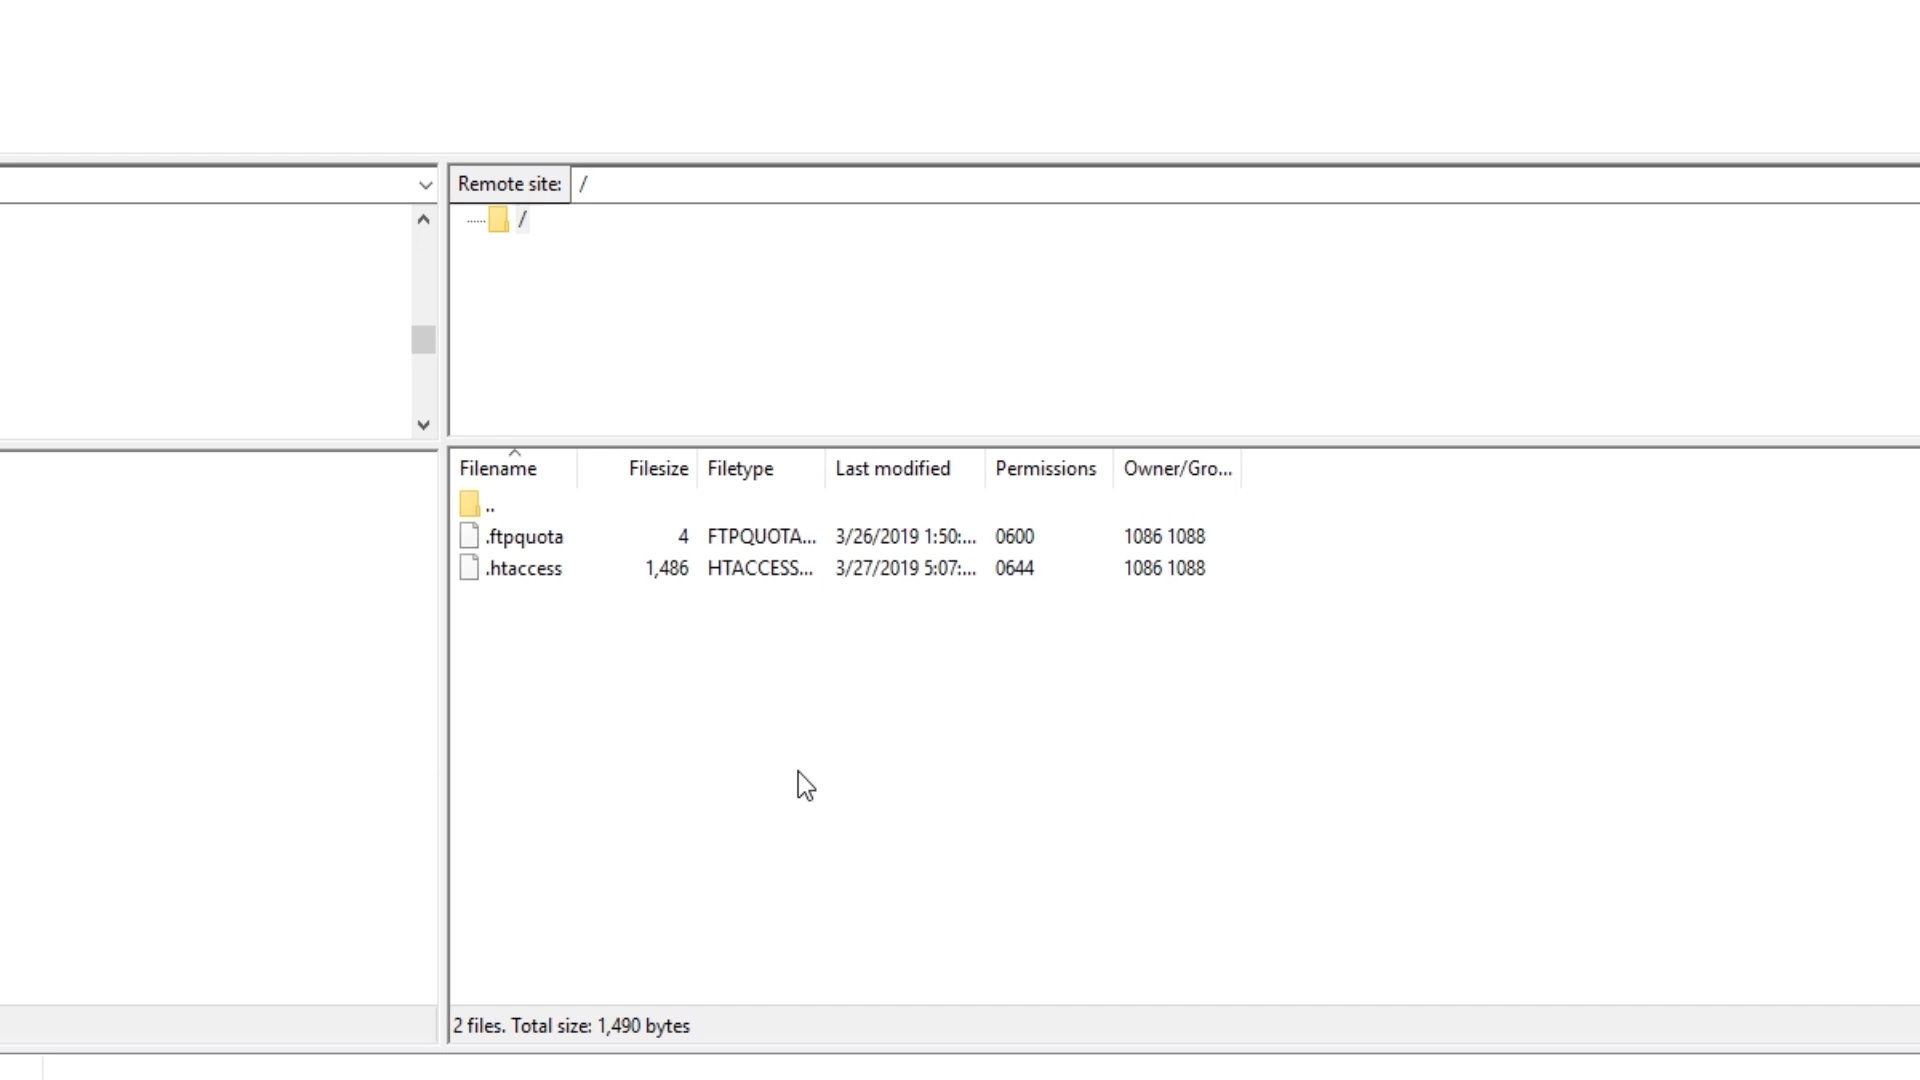 Remote site: /
/
Filename Filesize Filetype Last modified Permissions Owner/Gro...
..
.ftpquota 4 FTPQUOTA... 3/26/2019 1:50:... 0600 1086 1088
.htaccess 1,486 HTACCESS... 3/27/2019 5:07:... 0644 1086 1088
2 files. Total size: 1,490 bytes